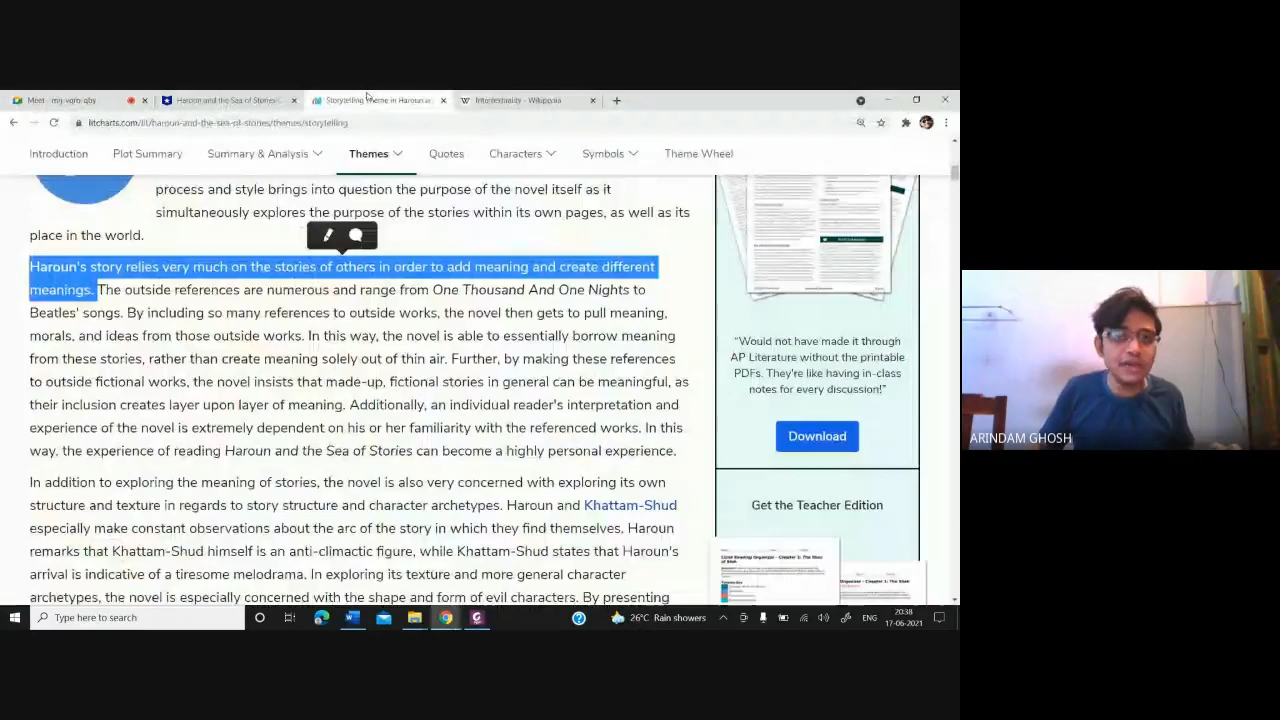 Meet - mrj-vqrb-qby
Haroun and the Sea of Stories
Storytelling Theme in Haroun an
Intertextuality - Wikipedia
litcharts.com/lit/haroun-and-the-sea-of-stories/themes/storytelling
Introduction
Plot Summary
Summary & Analysis
Themes
Quotes
Characters
Symbols
Theme Wheel
process and style brings into question the purpose of the novel itself as it
simultaneously explores the purpose of the stories within its own pages, as well as its
place in the
Haroun's story relies very much on the stories of others in order to add meaning and create different
meanings. The outside references are numerous and range from One Thousand And One Nights to
Beatles' songs. By including so many references to outside works, the novel then gets to pull meaning,
morals, and ideas from those outside works. In this way, the novel is able to essentially borrow meaning
from these stories, rather than create meaning solely out of thin air. Further, by making these references
to outside fictional works, the novel insists that made-up, fictional stories in general can be meaningful, as
their inclusion creates layer upon layer of meaning. Additionally, an individual reader's interpretation and
experience of the novel is extremely dependent on his or her familiarity with the referenced works. In this
way, the experience of reading Haroun and the Sea of Stories can become a highly personal experience.
In addition to exploring the meaning of stories, the novel is also very concerned with exploring its own
structure and texture in regards to story structure and character archetypes. Haroun and Khattam-Shud
especially make constant observations about the arc of the story in which they find themselves. Haroun
remarks that Khattam-Shud himself is an anti-climactic figure, while Khattam-Shud states that Haroun's
arrival is indicative of a tiresome melodrama. In exploring its texture and more general character
archetypes, the novel is especially concerned with the shape and form of evil characters. By presenting
"Would not have made it through
AP Literature without the printable
PDFs. They're like having in-class
notes for every discussion!"
Download
Get the Teacher Edition
ARINDAM GHOSH
Type here to search
26°C Rain showers
ENG
20:38
17-06-2021